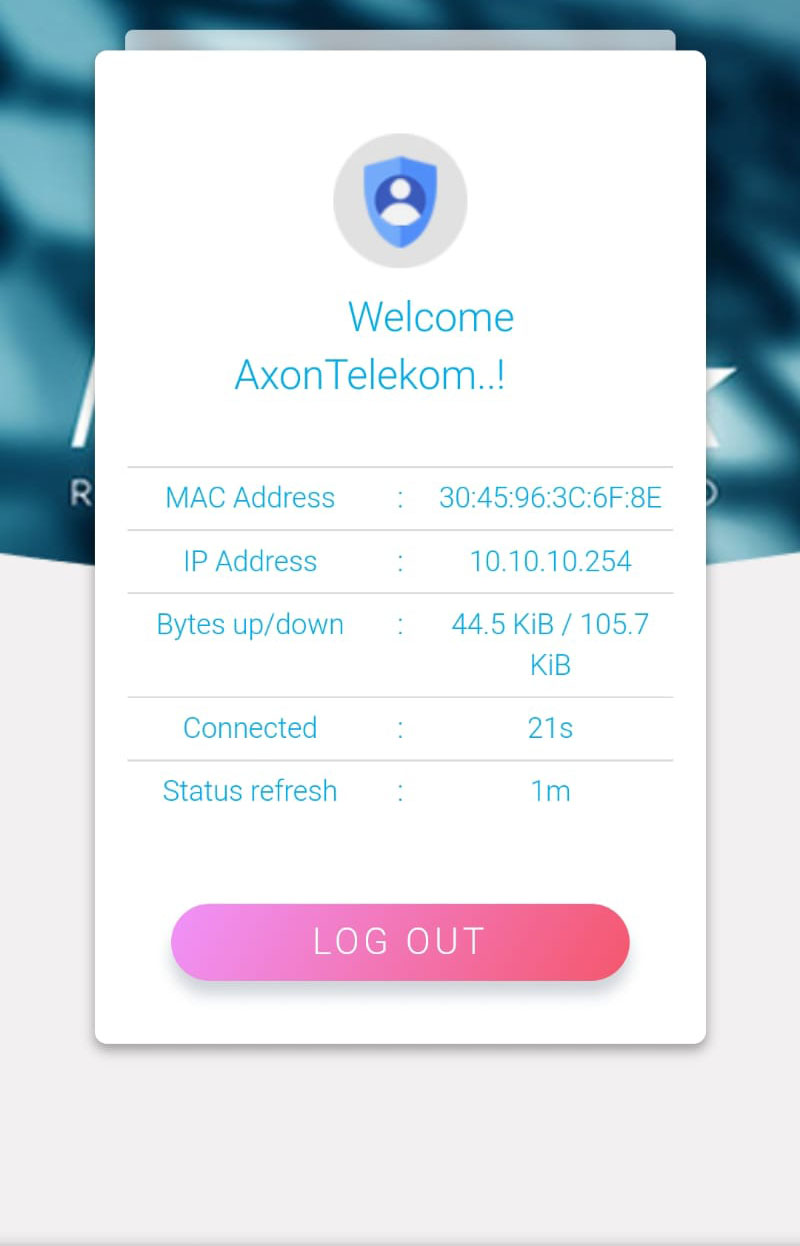 Welcome
AxonTelekom..!
MAC Address : 30:45:96:3C:6F:8E
IP Address : 10.10.10.254
Bytes up/down : 44.5 KiB / 105.7
KiB
Connected : 21s
Status refresh : 1m
LOG OUT